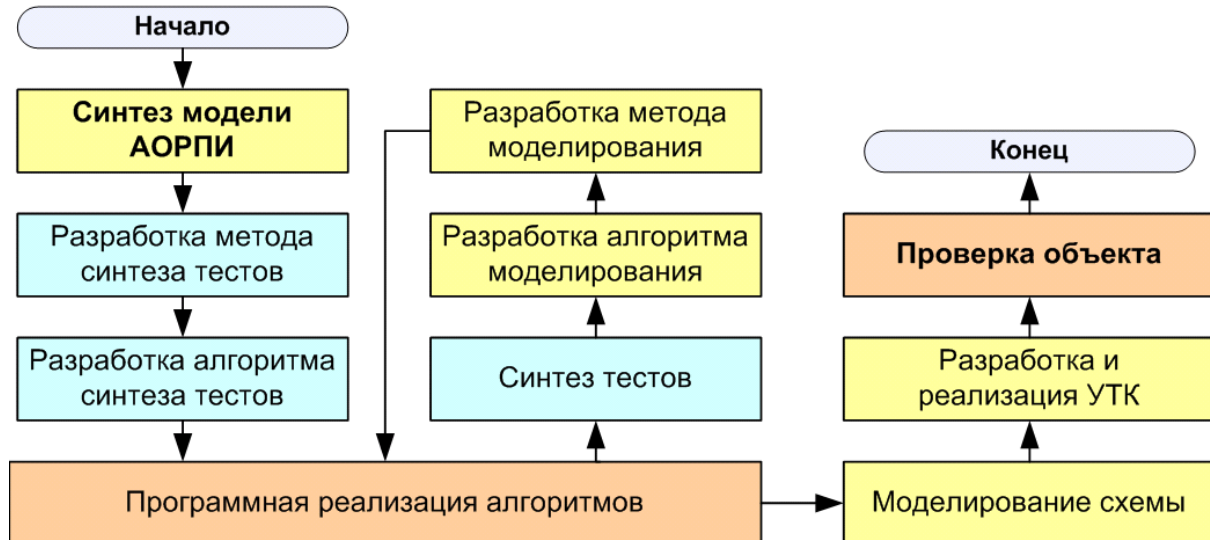 Начало
Синтез модели
АОРПИ
Разработка метода
синтеза тестов
Разработка алгоритма
синтеза тестов
Программная реализация алгоритмов
Синтез тестов
Разработка алгоритма
моделирования
Разработка метода
моделирования
Моделирование схемы
Разработка и
реализация УТК
Проверка объекта
Конец